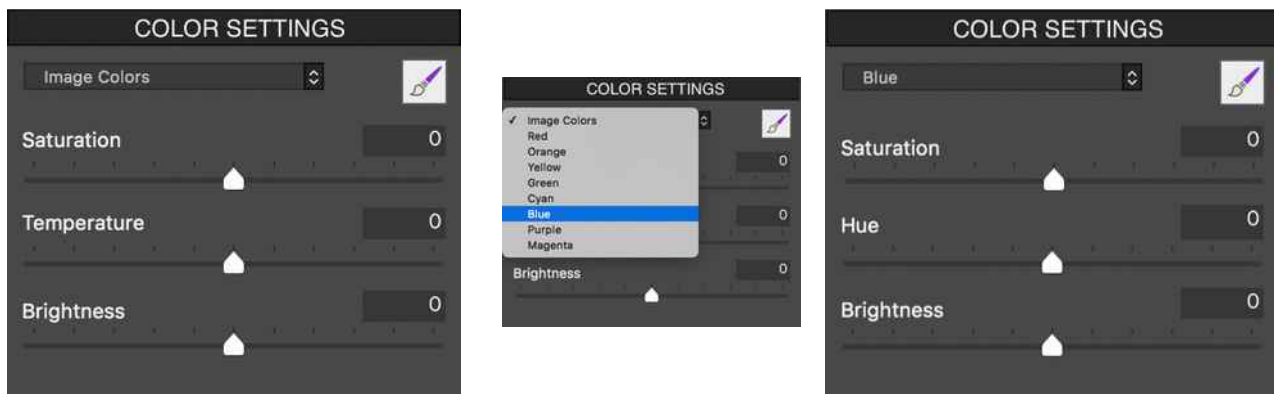 COLOR SETTINGS
Image Colors
Saturation 0
Temperature 0
Brightness 0
COLOR SETTINGS
✓ Image Colors
Red
Orange
Yellow
Green
Cyan
Blue
Purple
Magenta
0
0
Brightness 0
COLOR SETTINGS
Blue
Saturation 0
Hue 0
Brightness 0